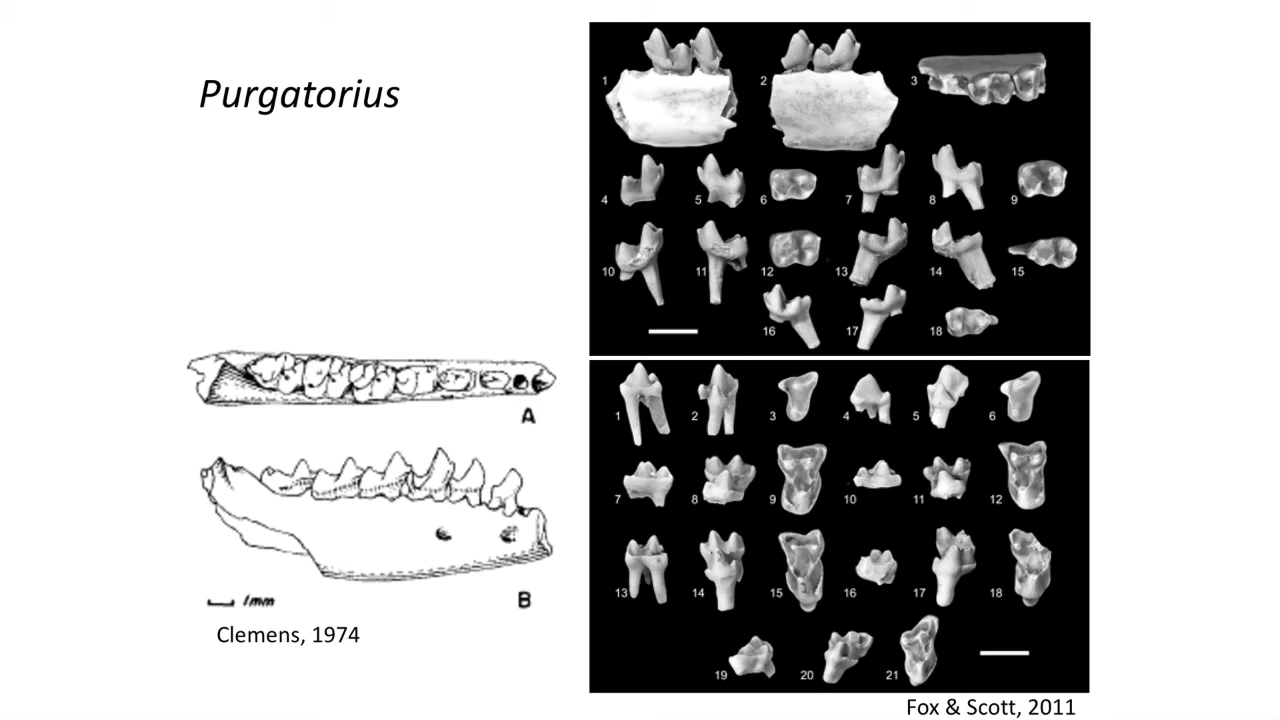 Purgatorius
A
B
1mm
Clemens, 1974
1 2 3
4 5 6 7 8 9
10 11 12 13 14 15
16 17 18
1 2 3 4 5 6
7 8 9 10 11 12
13 14 15 16 17 18
19 20 21
Fox & Scott, 2011